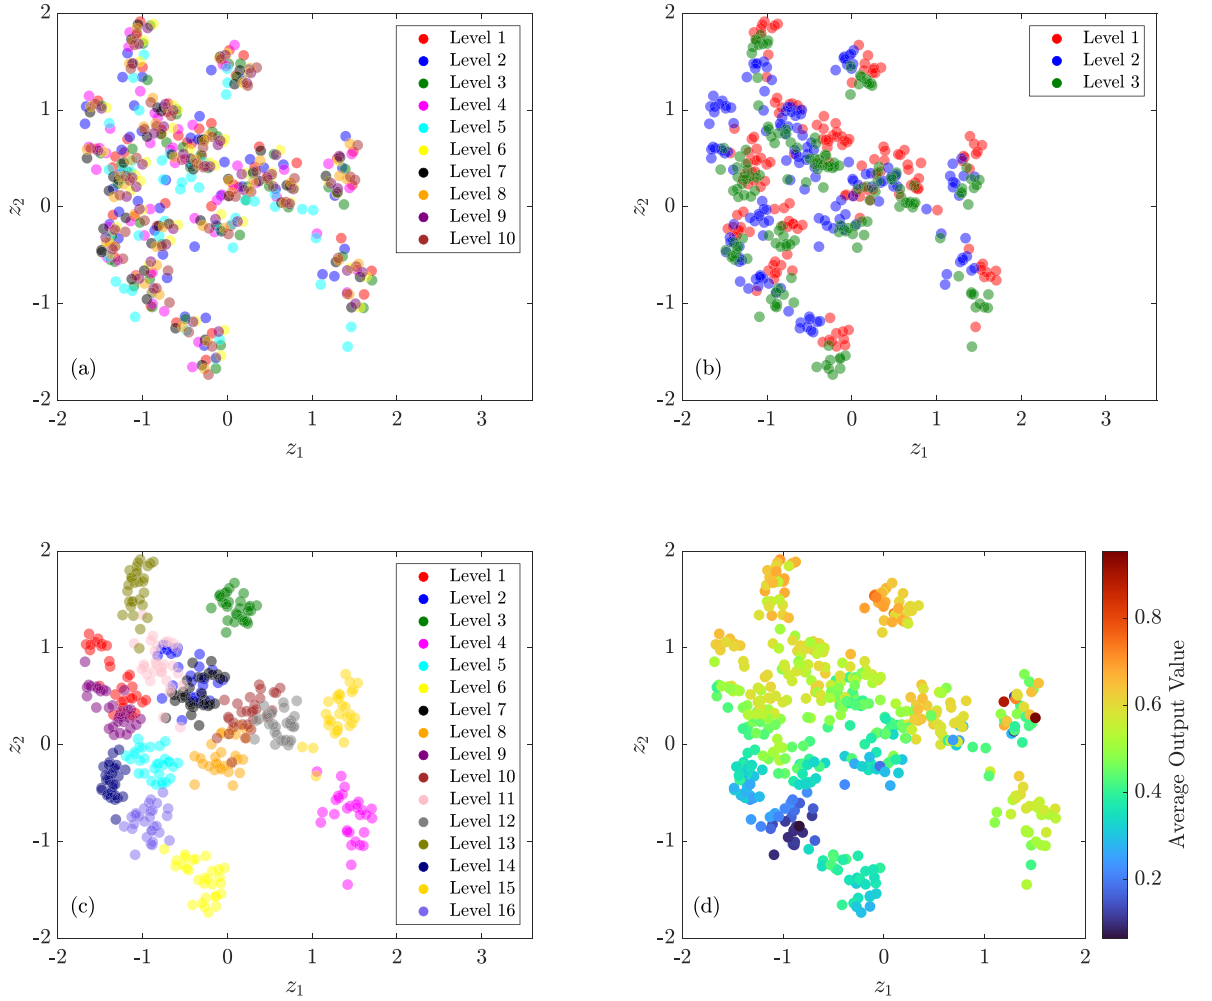 2
1
0
-1
-2
z2
-2
-1
0
1
2
3
z1
(a)
Level 1
Level 2
Level 3
Level 4
Level 5
Level 6
Level 7
Level 8
Level 9
Level 10
2
1
0
-1
-2
z2
-2
-1
0
1
2
3
z1
(b)
Level 1
Level 2
Level 3
2
1
0
-1
-2
z2
-2
-1
0
1
2
3
z1
(c)
Level 1
Level 2
Level 3
Level 4
Level 5
Level 6
Level 7
Level 8
Level 9
Level 10
Level 11
Level 12
Level 13
Level 14
Level 15
Level 16
2
1
0
-1
-2
z2
-2
-1
0
1
2
z1
(d)
0.8
0.6
0.4
0.2
Average Output Value